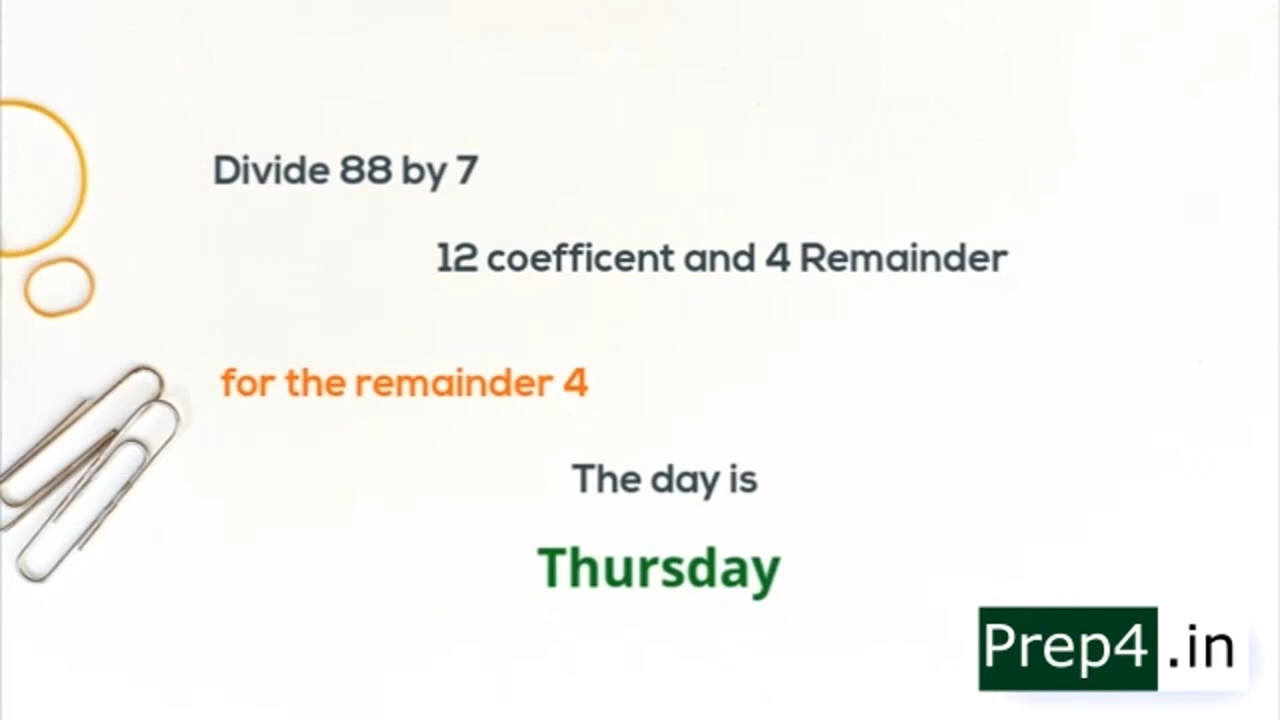 Divide 88 by 7
12 coefficent and 4 Remainder
for the remainder 4
The day is
Thursday
Prep4.in